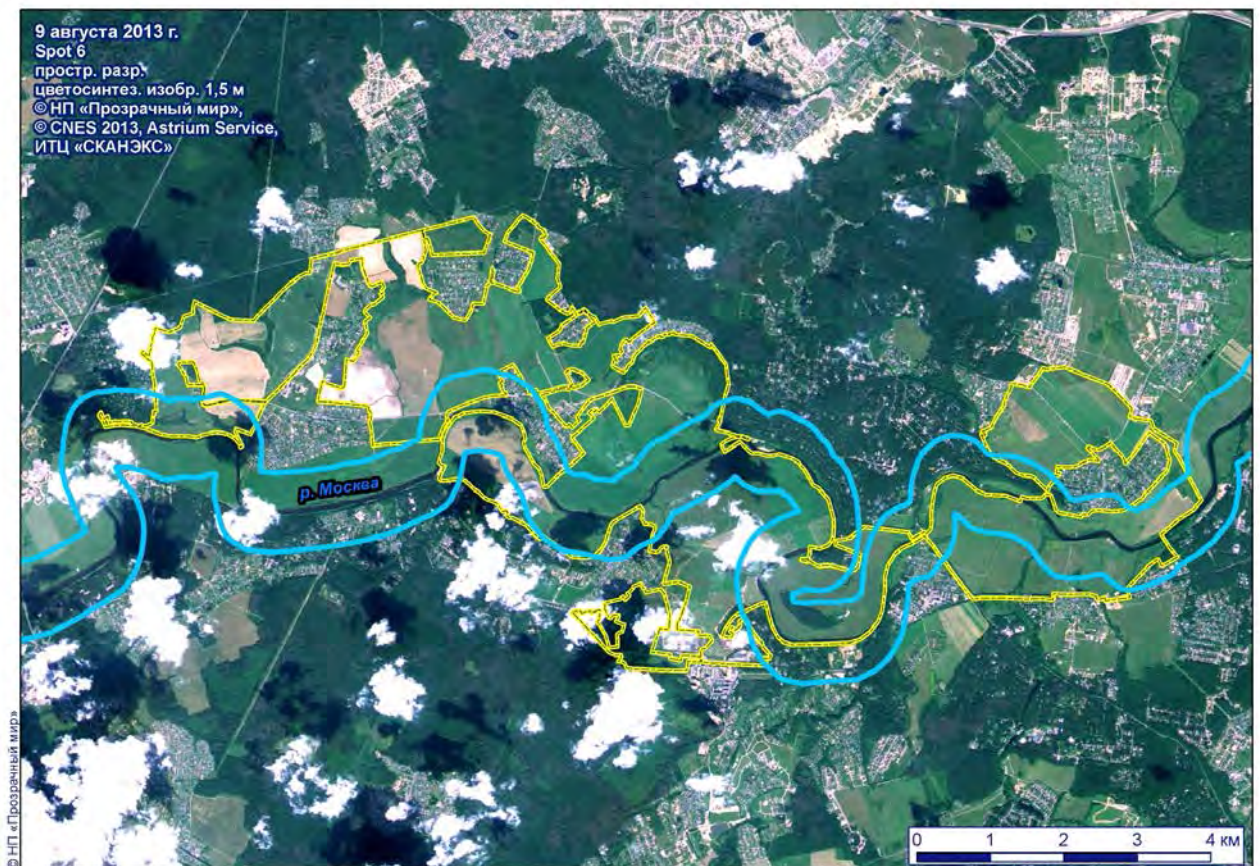 9 августа 2013 г.
Spot 6
простр. разр.
цветосинтез. изобр. 1,5 м
© НП «Прозрачный мир»,
© CNES 2013, Astrium Service,
ИТЦ «СКАНЭКС»
р. Москва
© НП «Прозрачный мир»
0 1 2 3 4 км